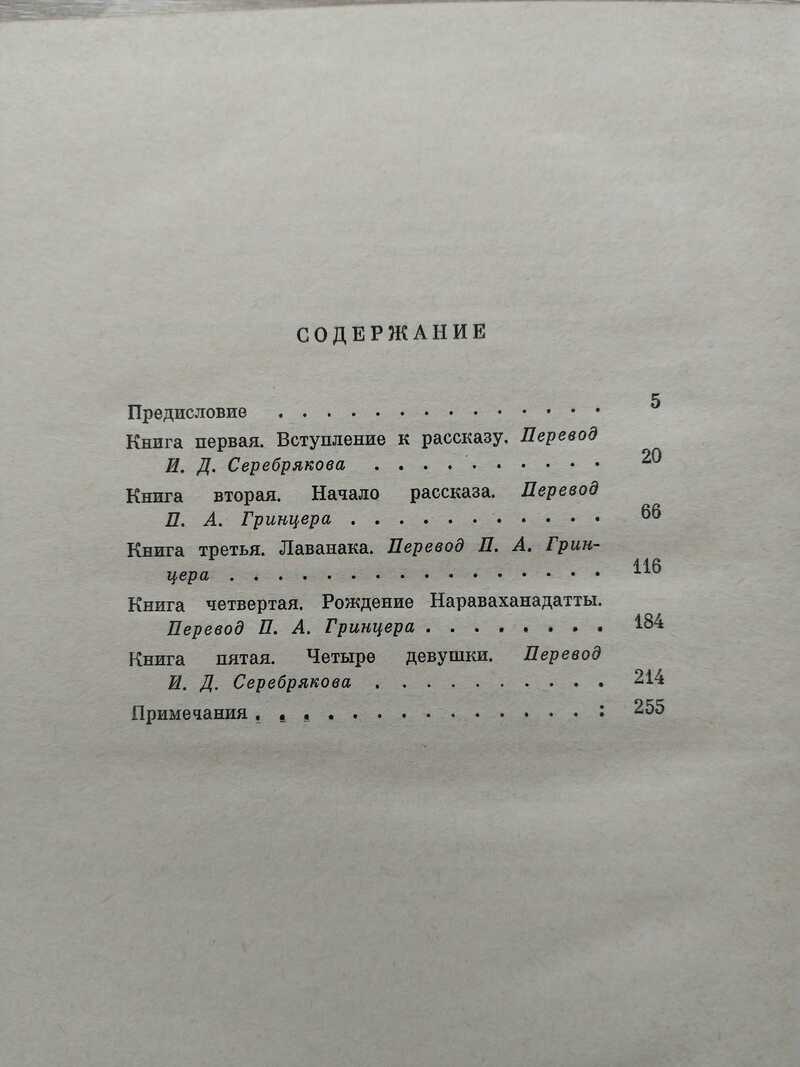 СОДЕРЖАНИЕ
Предисловие . . . . . . . . . . . . . . 5
Книга первая. Вступление к рассказу. Перевод
И. Д. Серебрякова . . . . . . . . . . 20
Книга вторая. Начало рассказа. Перевод
П. А. Гринцера . . . . . . . . . . . 66
Книга третья. Лаванака. Перевод П. А. Грин-
цера . . . . . . . . . . . . . . . . 116
Книга четвертая. Рождение Нараваханадатты.
Перевод П. А. Гринцера . . . . . . . . 184
Книга пятая. Четыре девушки. Перевод
И. Д. Серебрякова . . . . . . . . . . 214
Примечания . . . . . . . . . . . . . . : 255